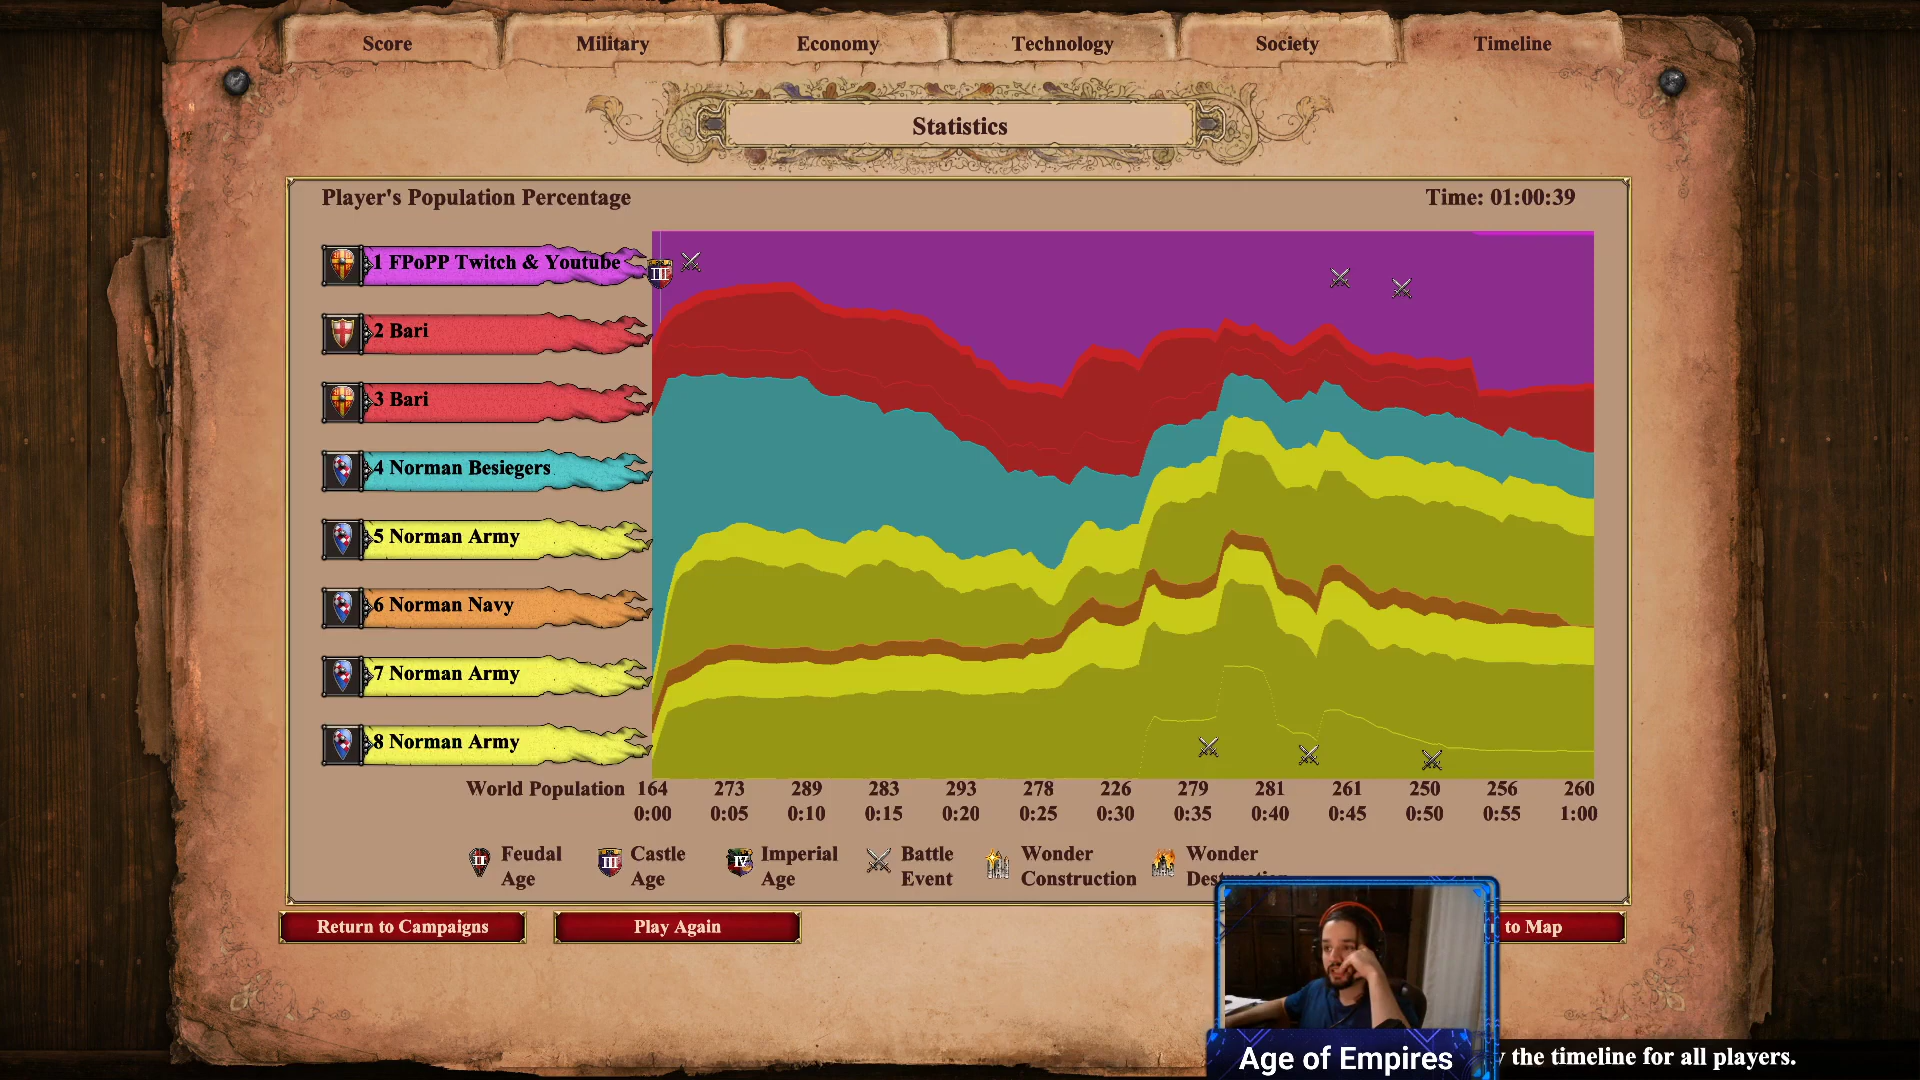 Score Military Economy Technology Society Timeline
Statistics
Player's Population Percentage Time: 01:00:39
1 FPoPP Twitch & Youtube
2 Bari
3 Bari
4 Norman Besiegers
5 Norman Army
6 Norman Navy
7 Norman Army
8 Norman Army
World Population 164 273 289 283 293 278 226 279 281 261 250 256 260
0:00 0:05 0:10 0:15 0:20 0:25 0:30 0:35 0:40 0:45 0:50 0:55 1:00
II Feudal Age
III Castle Age
IV Imperial Age
Battle Event
Wonder Construction
Wonder
Return to Campaigns Play Again to Map
Age of Empires
the timeline for all players.